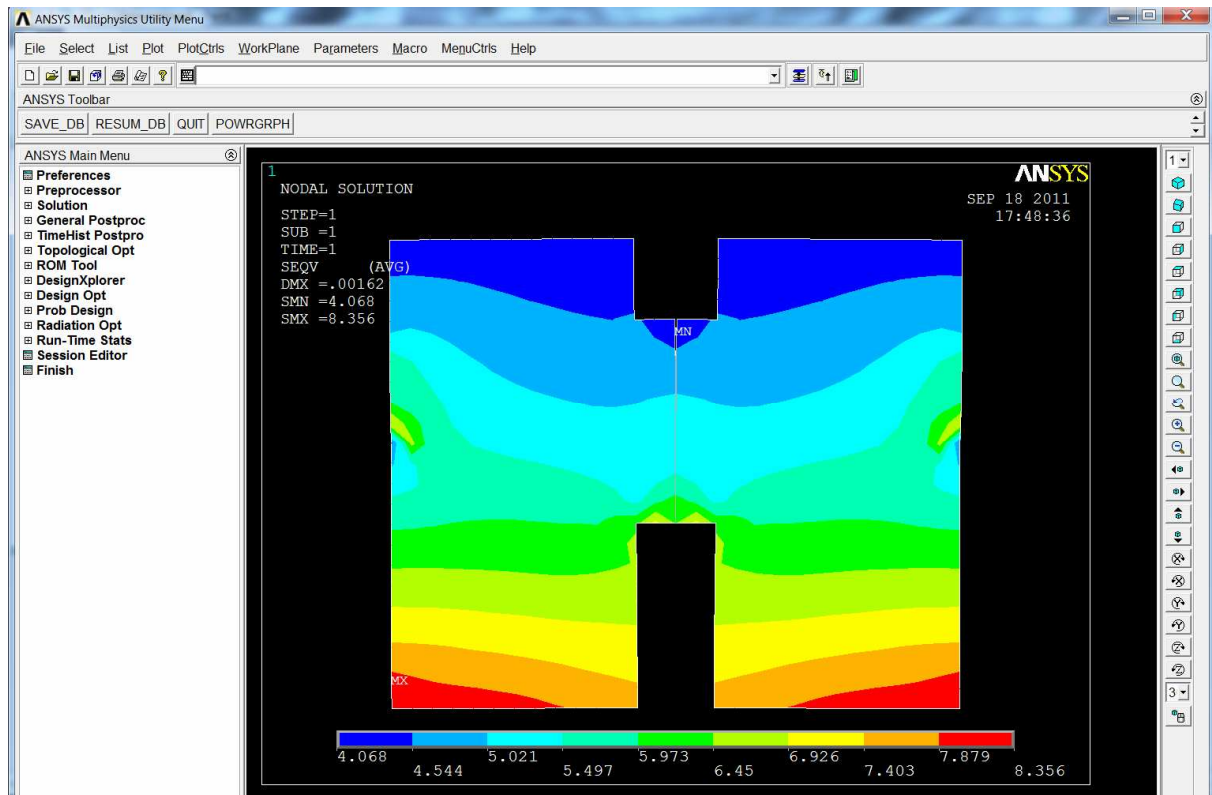 ANSYS Multiphysics Utility Menu
File Select List Plot PlotCtrls WorkPlane Parameters Macro MenuCtrls Help
ANSYS Toolbar
SAVE_DB RESUM_DB QUIT POWRGRPH
ANSYS Main Menu
Preferences
Preprocessor
Solution
General Postproc
TimeHist Postpro
Topological Opt
ROM Tool
DesignXplorer
Design Opt
Prob Design
Radiation Opt
Run-Time Stats
Session Editor
Finish
1
NODAL SOLUTION
STEP=1
SUB =1
TIME=1
SEQV (AVG)
DMX =.00162
SMN =4.068
SMX =8.356
ANSYS
SEP 18 2011
17:48:36
MN
MX
4.068 5.021 5.973 6.926 7.879
4.544 5.497 6.45 7.403 8.356
1
3